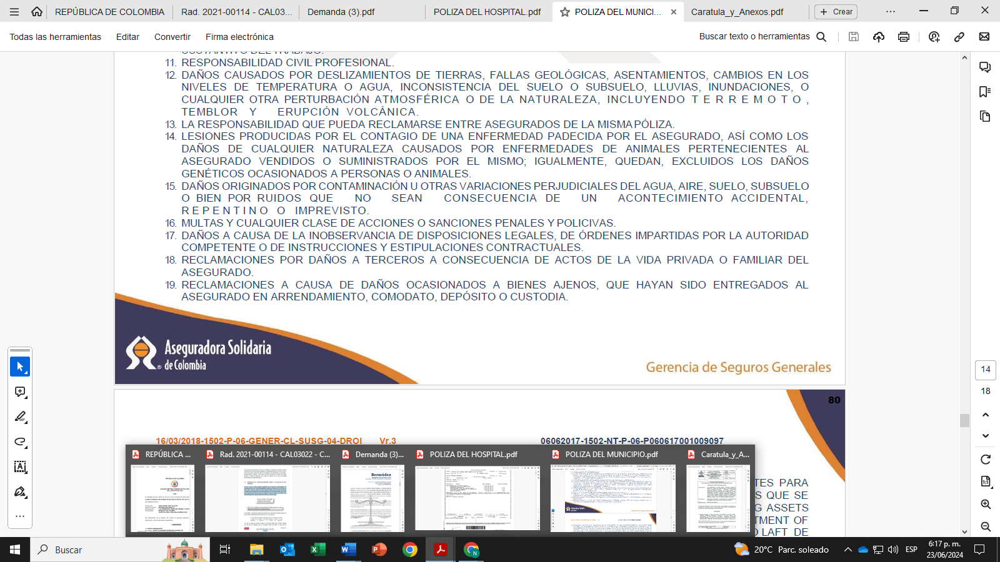 REPÚBLICA DE COLOMBIA
Rad. 2021-00114 - CAL03...
Demanda (3).pdf
POLIZA DEL HOSPITAL.pdf
POLIZA DEL MUNICI...
Caratula_y_Anexos.pdf
Crear
Todas las herramientas
Editar
Convertir
Firma electrónica
Buscar texto o herramientas
SUSTANTIVO DEL TRABAJO.
11. RESPONSABILIDAD CIVIL PROFESIONAL.
12. DAÑOS CAUSADOS POR DESLIZAMIENTOS DE TIERRAS, FALLAS GEOLÓGICAS, ASENTAMIENTOS, CAMBIOS EN LOS
NIVELES DE TEMPERATURA O AGUA, INCONSISTENCIA DEL SUELO O SUBSUELO, LLUVIAS, INUNDACIONES, O
CUALQUIER OTRA PERTURBACIÓN ATMOSFÉRICA O DE LA NATURALEZA, INCLUYENDO T E R R E M O T O ,
TEMBLOR Y ERUPCIÓN VOLCÁNICA.
13. LA RESPONSABILIDAD QUE PUEDA RECLAMARSE ENTRE ASEGURADOS DE LA MISMA PÓLIZA.
14. LESIONES PRODUCIDAS POR EL CONTAGIO DE UNA ENFERMEDAD PADECIDA POR EL ASEGURADO, ASÍ COMO LOS
DAÑOS DE CUALQUIER NATURALEZA CAUSADOS POR ENFERMEDADES DE ANIMALES PERTENECIENTES AL
ASEGURADO VENDIDOS O SUMINISTRADOS POR EL MISMO; IGUALMENTE, QUEDAN, EXCLUIDOS LOS DAÑOS
GENÉTICOS OCASIONADOS A PERSONAS O ANIMALES.
15. DAÑOS ORIGINADOS POR CONTAMINACIÓN U OTRAS VARIACIONES PERJUDICIALES DEL AGUA, AIRE, SUELO, SUBSUELO
O BIEN POR RUIDOS QUE NO SEAN CONSECUENCIA DE UN ACONTECIMIENTO ACCIDENTAL,
R E P E N T I N O O IMPREVISTO.
16. MULTAS Y CUALQUIER CLASE DE ACCIONES O SANCIONES PENALES Y POLICIVAS.
17. DAÑOS A CAUSA DE LA INOBSERVANCIA DE DISPOSICIONES LEGALES, DE ÓRDENES IMPARTIDAS POR LA AUTORIDAD
COMPETENTE O DE INSTRUCCIONES Y ESTIPULACIONES CONTRACTUALES.
18. RECLAMACIONES POR DAÑOS A TERCEROS A CONSECUENCIA DE ACTOS DE LA VIDA PRIVADA O FAMILIAR DEL
ASEGURADO.
19. RECLAMACIONES A CAUSA DE DAÑOS OCASIONADOS A BIENES AJENOS, QUE HAYAN SIDO ENTREGADOS AL
ASEGURADO EN ARRENDAMIENTO, COMODATO, DEPÓSITO O CUSTODIA.
Aseguradora Solidaria
de Colombia
Gerencia de Seguros Generales
14
18
80
16/03/2018-1502-P-06-GENER-CL-SUSG-04-DROI Vr.3
06062017-1502-NT-P-06-P060617001009097
REPÚBLICA ...
Rad. 2021-00114 - CAL03022 - C...
Demanda (3)...
POLIZA DEL HOSPITAL.pdf
POLIZA DEL MUNICIPIO.pdf
Caratula_y_A...
Bermúdez
TES PARA
S QUE SE
G ASSETS
TMENT OF
LAFT DE
Buscar
20°C Parc. soleado
ESP
6:17 p. m.
23/06/2024